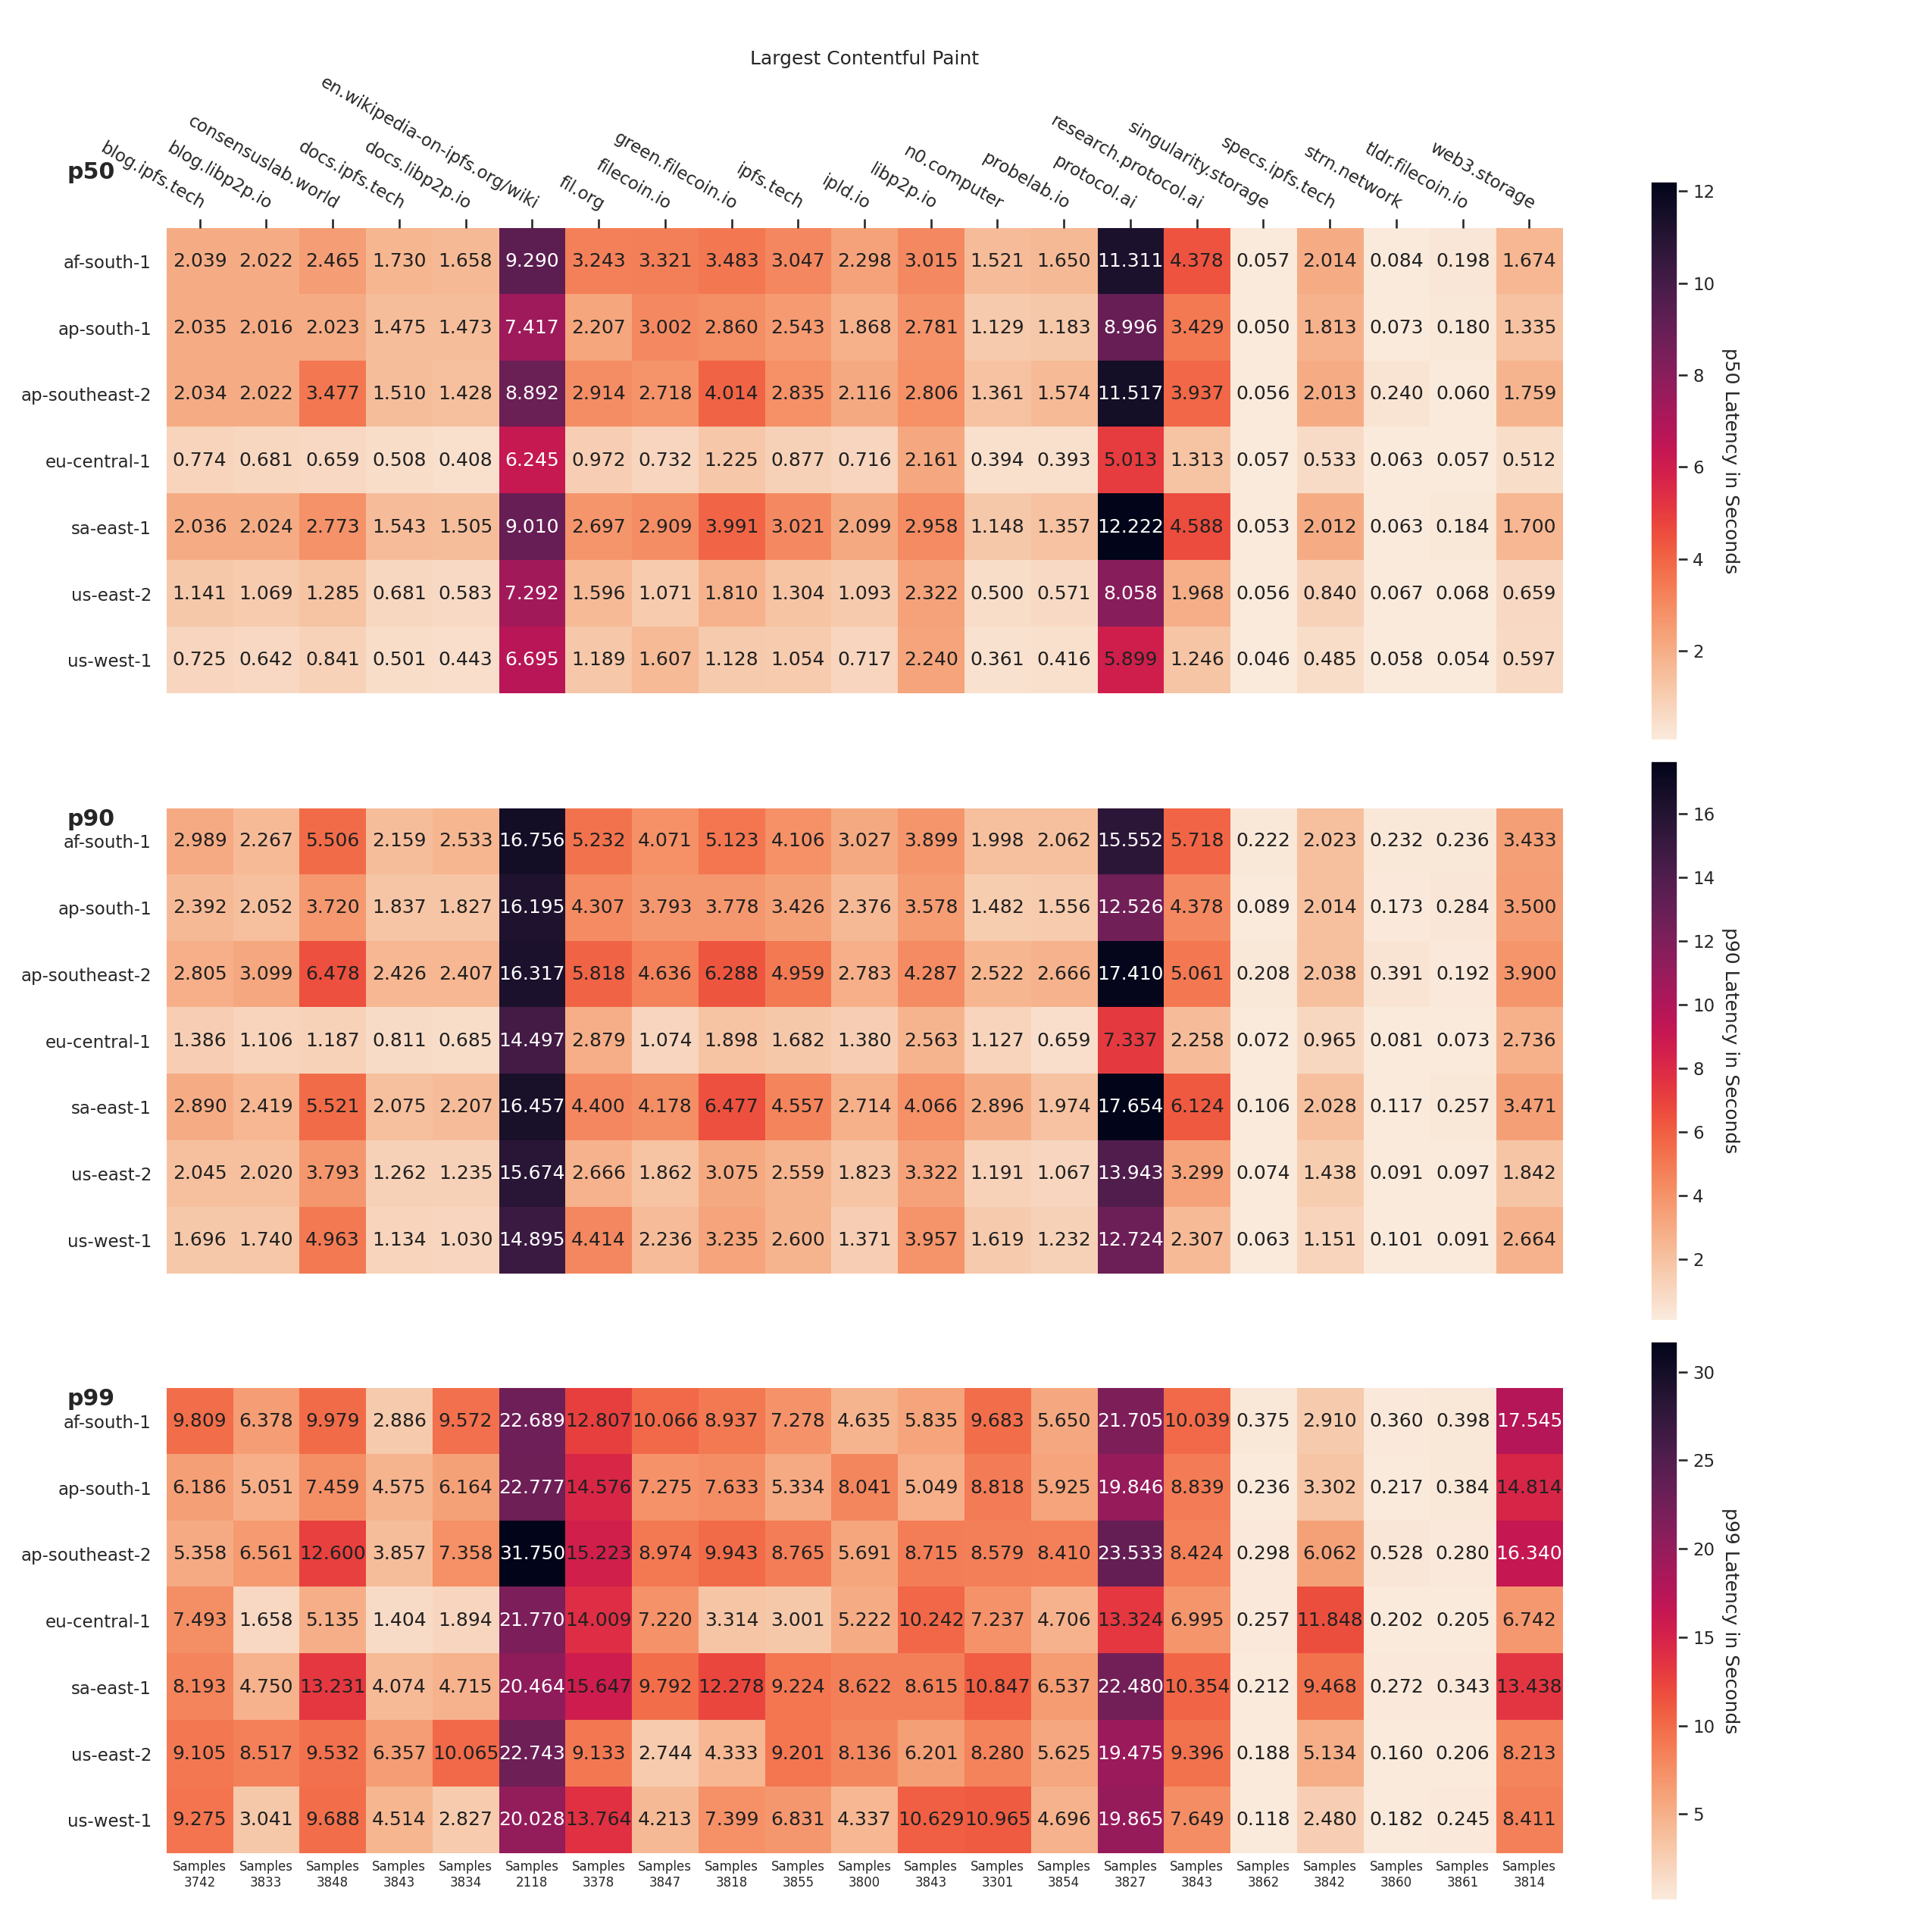 Largest Contentful Paint
p50
blog.ipfs.tech
blog.libp2p.io
consensuslab.world
docs.ipfs.tech
docs.libp2p.io
en.wikipedia-on-ipfs.org/wiki
fil.org
filecoin.io
green.filecoin.io
ipfs.tech
ipld.io
libp2p.io
n0.computer
probelab.io
protocol.ai
research.protocol.ai
singularity.storage
specs.ipfs.tech
strn.network
tldr.filecoin.io
web3.storage
af-south-1 2.039 2.022 2.465 1.730 1.658 9.290 3.243 3.321 3.483 3.047 2.298 3.015 1.521 1.650 11.311 4.378 0.057 2.014 0.084 0.198 1.674
ap-south-1 2.035 2.016 2.023 1.475 1.473 7.417 2.207 3.002 2.860 2.543 1.868 2.781 1.129 1.183 8.996 3.429 0.050 1.813 0.073 0.180 1.335
ap-southeast-2 2.034 2.022 3.477 1.510 1.428 8.892 2.914 2.718 4.014 2.835 2.116 2.806 1.361 1.574 11.517 3.937 0.056 2.013 0.240 0.060 1.759
eu-central-1 0.774 0.681 0.659 0.508 0.408 6.245 0.972 0.732 1.225 0.877 0.716 2.161 0.394 0.393 5.013 1.313 0.057 0.533 0.063 0.057 0.512
sa-east-1 2.036 2.024 2.773 1.543 1.505 9.010 2.697 2.909 3.991 3.021 2.099 2.958 1.148 1.357 12.222 4.588 0.053 2.012 0.063 0.184 1.700
us-east-2 1.141 1.069 1.285 0.681 0.583 7.292 1.596 1.071 1.810 1.304 1.093 2.322 0.500 0.571 8.058 1.968 0.056 0.840 0.067 0.068 0.659
us-west-1 0.725 0.642 0.841 0.501 0.443 6.695 1.189 1.607 1.128 1.054 0.717 2.240 0.361 0.416 5.899 1.246 0.046 0.485 0.058 0.054 0.597
12
10
8
6
4
2
p50 Latency in Seconds
p90
af-south-1 2.989 2.267 5.506 2.159 2.533 16.756 5.232 4.071 5.123 4.106 3.027 3.899 1.998 2.062 15.552 5.718 0.222 2.023 0.232 0.236 3.433
ap-south-1 2.392 2.052 3.720 1.837 1.827 16.195 4.307 3.793 3.778 3.426 2.376 3.578 1.482 1.556 12.526 4.378 0.089 2.014 0.173 0.284 3.500
ap-southeast-2 2.805 3.099 6.478 2.426 2.407 16.317 5.818 4.636 6.288 4.959 2.783 4.287 2.522 2.666 17.410 5.061 0.208 2.038 0.391 0.192 3.900
eu-central-1 1.386 1.106 1.187 0.811 0.685 14.497 2.879 1.074 1.898 1.682 1.380 2.563 1.127 0.659 7.337 2.258 0.072 0.965 0.081 0.073 2.736
sa-east-1 2.890 2.419 5.521 2.075 2.207 16.457 4.400 4.178 6.477 4.557 2.714 4.066 2.896 1.974 17.654 6.124 0.106 2.028 0.117 0.257 3.471
us-east-2 2.045 2.020 3.793 1.262 1.235 15.674 2.666 1.862 3.075 2.559 1.823 3.322 1.191 1.067 13.943 3.299 0.074 1.438 0.091 0.097 1.842
us-west-1 1.696 1.740 4.963 1.134 1.030 14.895 4.414 2.236 3.235 2.600 1.371 3.957 1.619 1.232 12.724 2.307 0.063 1.151 0.101 0.091 2.664
16
14
12
10
8
6
4
2
p90 Latency in Seconds
p99
af-south-1 9.809 6.378 9.979 2.886 9.572 22.689 12.807 10.066 8.937 7.278 4.635 5.835 9.683 5.650 21.705 10.039 0.375 2.910 0.360 0.398 17.545
ap-south-1 6.186 5.051 7.459 4.575 6.164 22.777 14.576 7.275 7.633 5.334 8.041 5.049 8.818 5.925 19.846 8.839 0.236 3.302 0.217 0.384 14.814
ap-southeast-2 5.358 6.561 12.600 3.857 7.358 31.750 15.223 8.974 9.943 8.765 5.691 8.715 8.579 8.410 23.533 8.424 0.298 6.062 0.528 0.280 16.340
eu-central-1 7.493 1.658 5.135 1.404 1.894 21.770 14.009 7.220 3.314 3.001 5.222 10.242 7.237 4.706 13.324 6.995 0.257 11.848 0.202 0.205 6.742
sa-east-1 8.193 4.750 13.231 4.074 4.715 20.464 15.647 9.792 12.278 9.224 8.622 8.615 10.847 6.537 22.480 10.354 0.212 9.468 0.272 0.343 13.438
us-east-2 9.105 8.517 9.532 6.357 10.065 22.743 9.133 2.744 4.333 9.201 8.136 6.201 8.280 5.625 19.475 9.396 0.188 5.134 0.160 0.206 8.213
us-west-1 9.275 3.041 9.688 4.514 2.827 20.028 13.764 4.213 7.399 6.831 4.337 10.629 10.965 4.696 19.865 7.649 0.118 2.480 0.182 0.245 8.411
Samples Samples Samples Samples Samples Samples Samples Samples Samples Samples Samples Samples Samples Samples Samples Samples Samples Samples Samples Samples Samples
3742 3833 3848 3843 3834 2118 3378 3847 3818 3855 3800 3843 3301 3854 3827 3843 3862 3842 3860 3861 3814
30
25
20
15
10
5
p99 Latency in Seconds